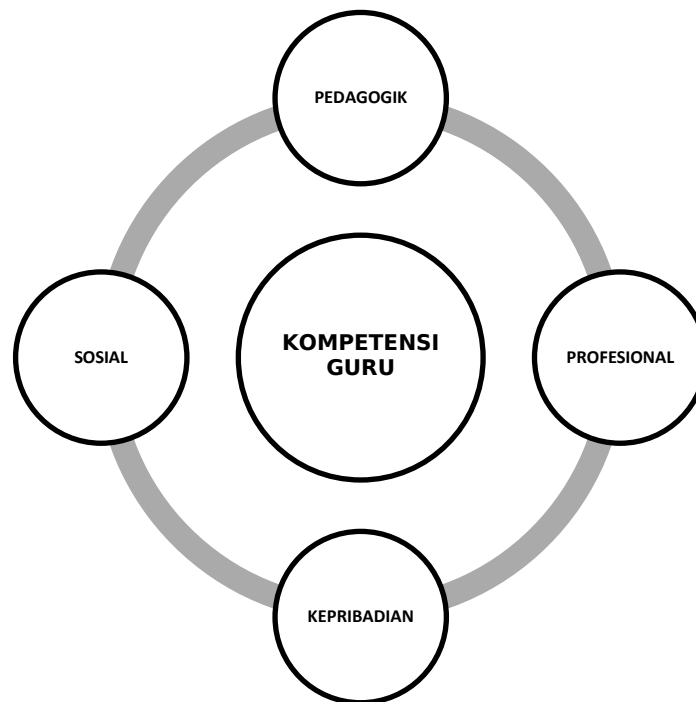 PEDAGOGIK
SOSIAL
KOMPETENSI
GURU
PROFESIONAL
KEPRIBADIAN